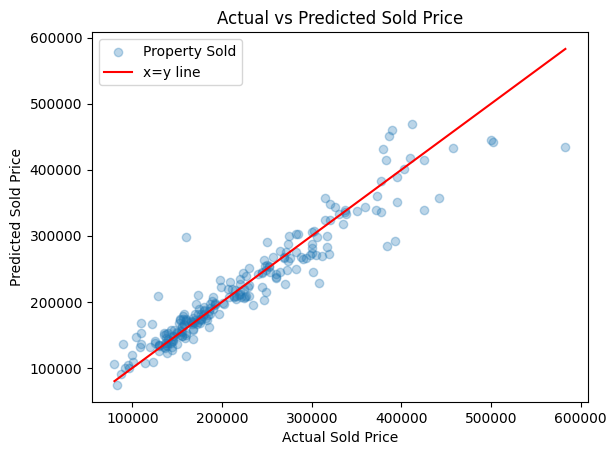 Actual vs Predicted Sold Price
Property Sold
x=y line
600000
500000
400000
300000
200000
100000
Predicted Sold Price
100000 200000 300000 400000 500000 600000
Actual Sold Price